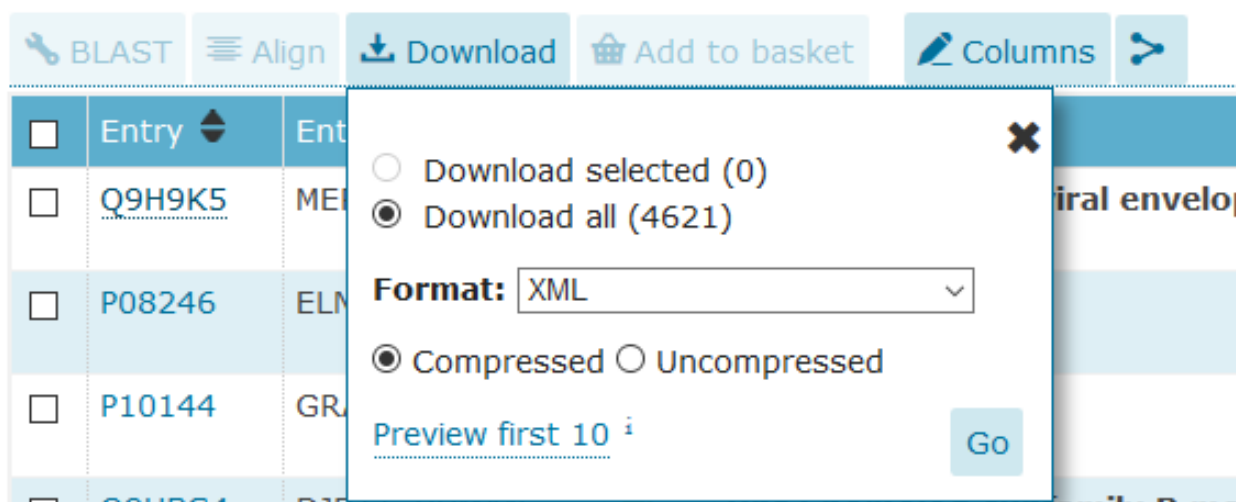 BLAST Align Download Add to basket Columns
Entry
Download selected (0)
Q9H9K5
Download all (4621)
P08246
Format: XML
Compressed Uncompressed
P10144
Preview first 10 i
Go